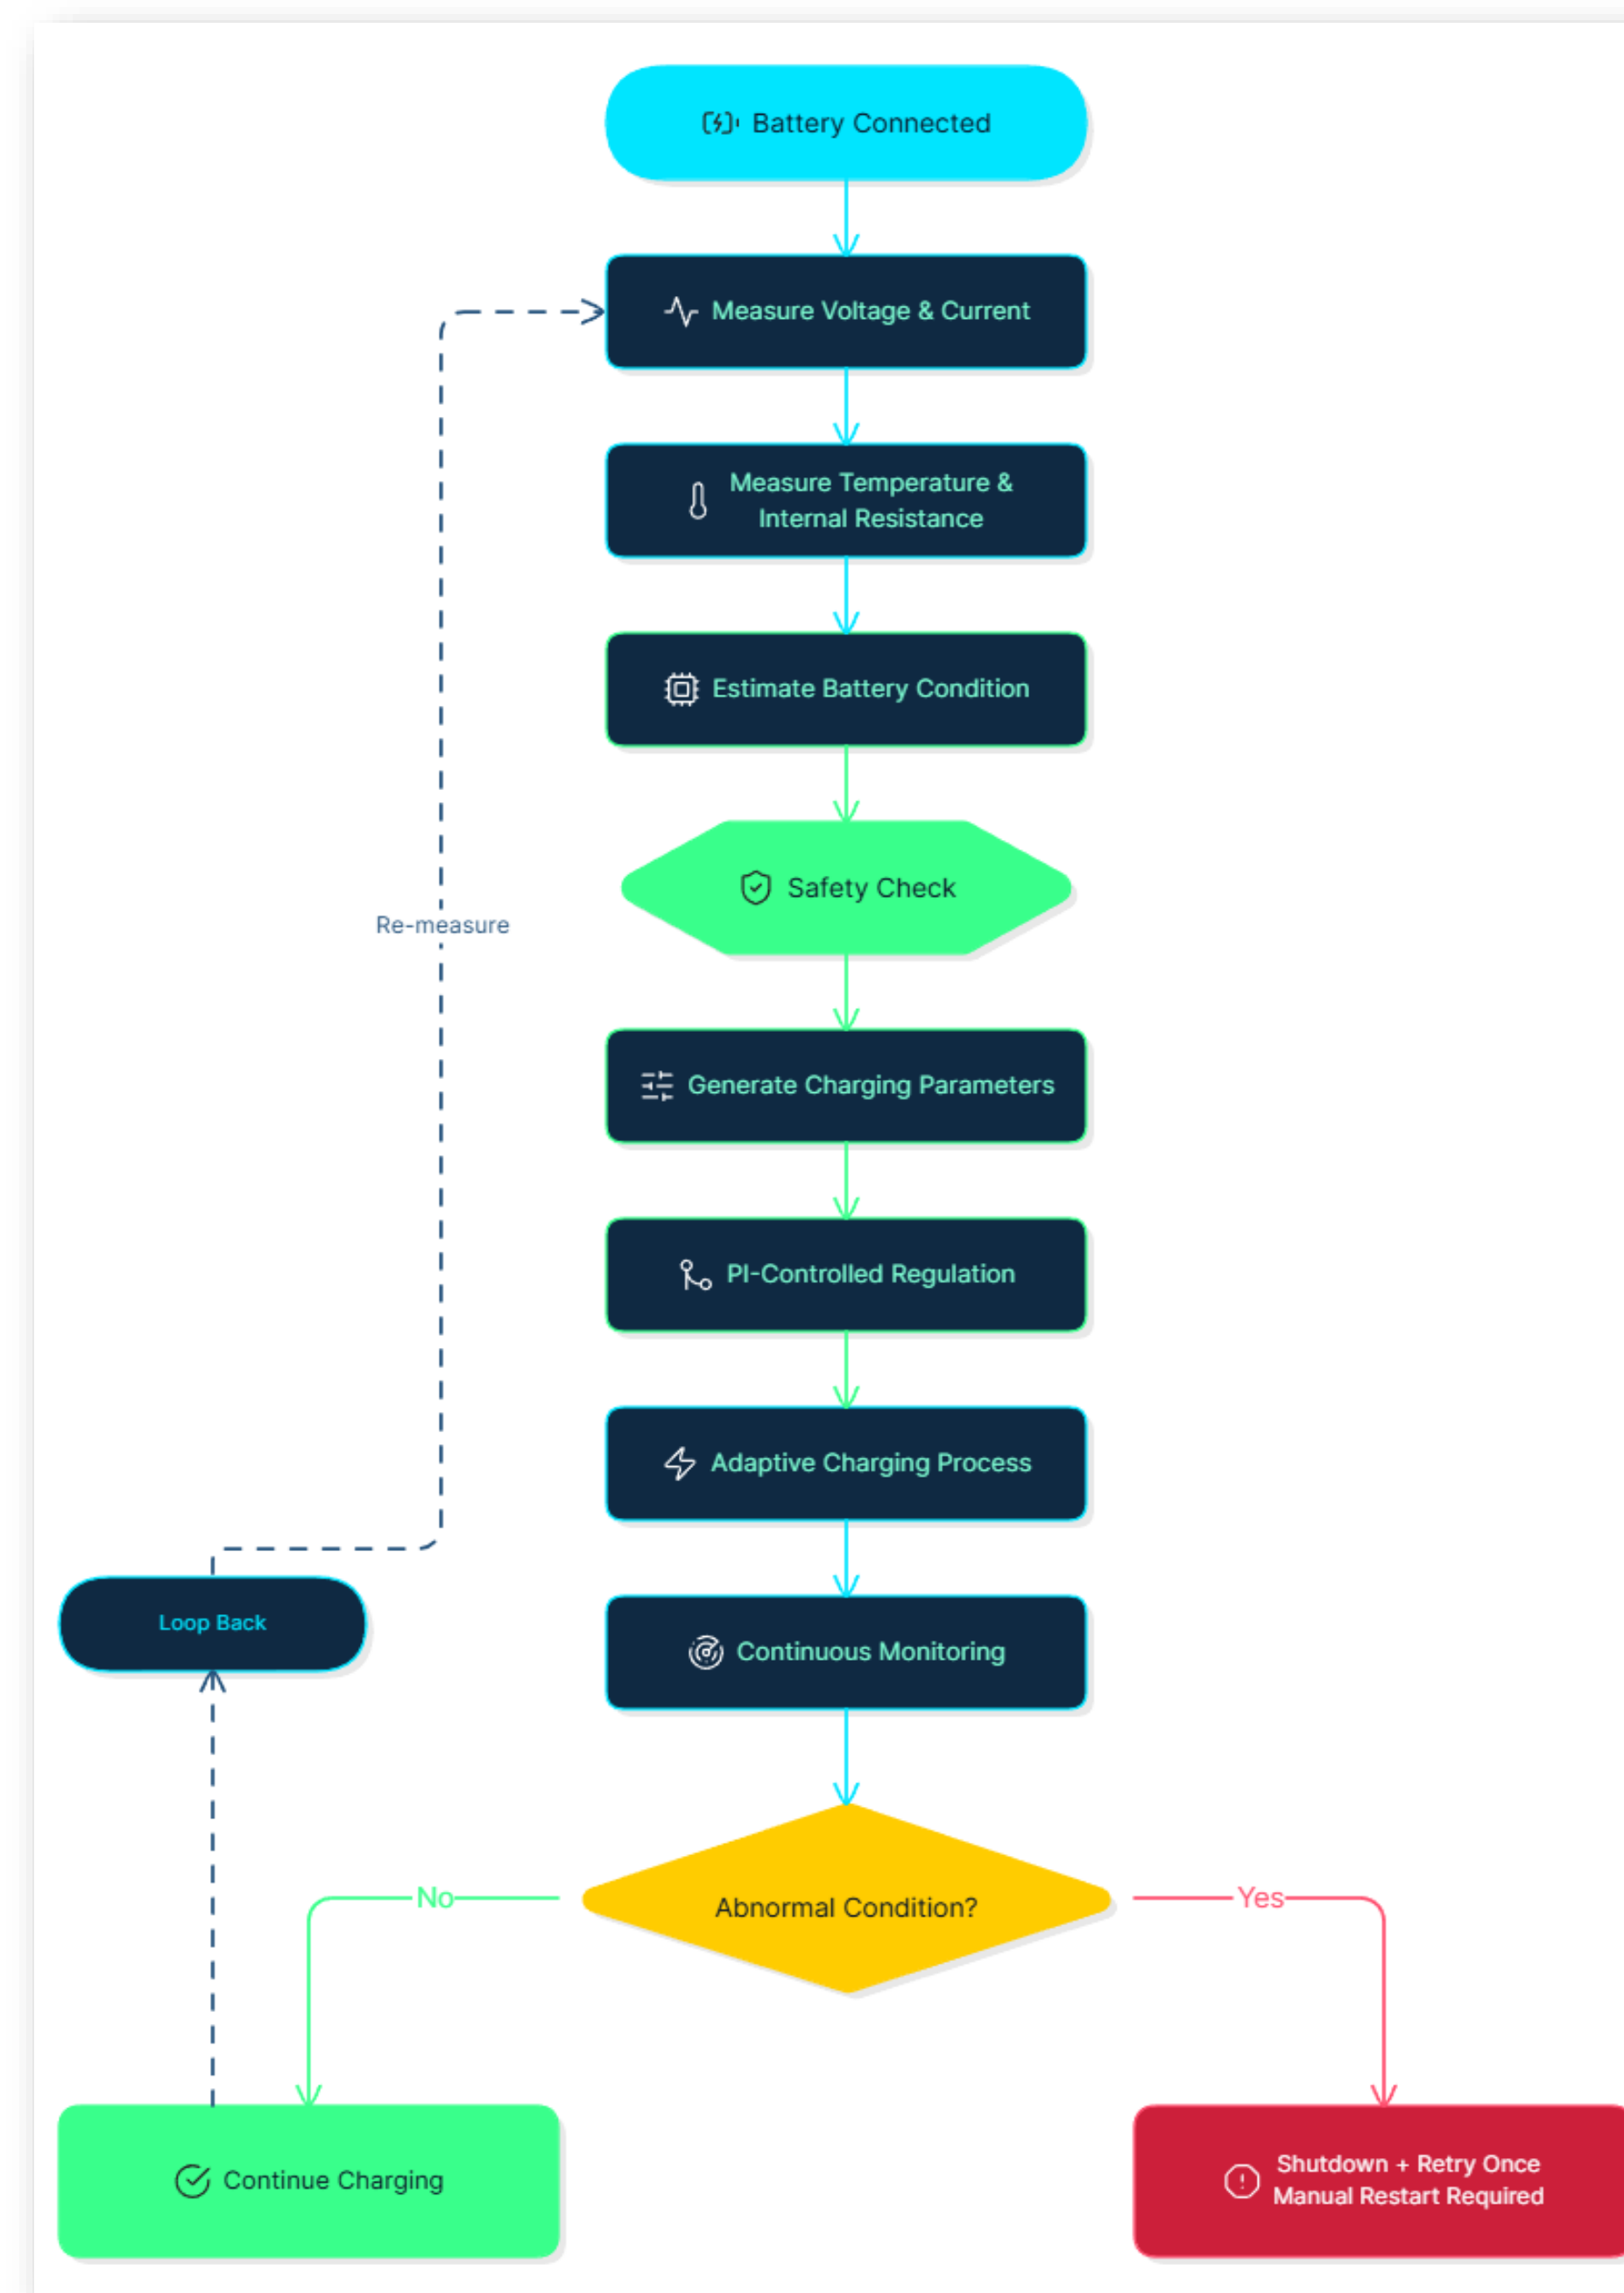 Battery Connected
Measure Voltage & Current
Measure Temperature &
Internal Resistance
Estimate Battery Condition
Safety Check
Re-measure
Generate Charging Parameters
PI-Controlled Regulation
Adaptive Charging Process
Loop Back
Continuous Monitoring
No
Abnormal Condition?
Yes
Continue Charging
Shutdown + Retry Once
Manual Restart Required